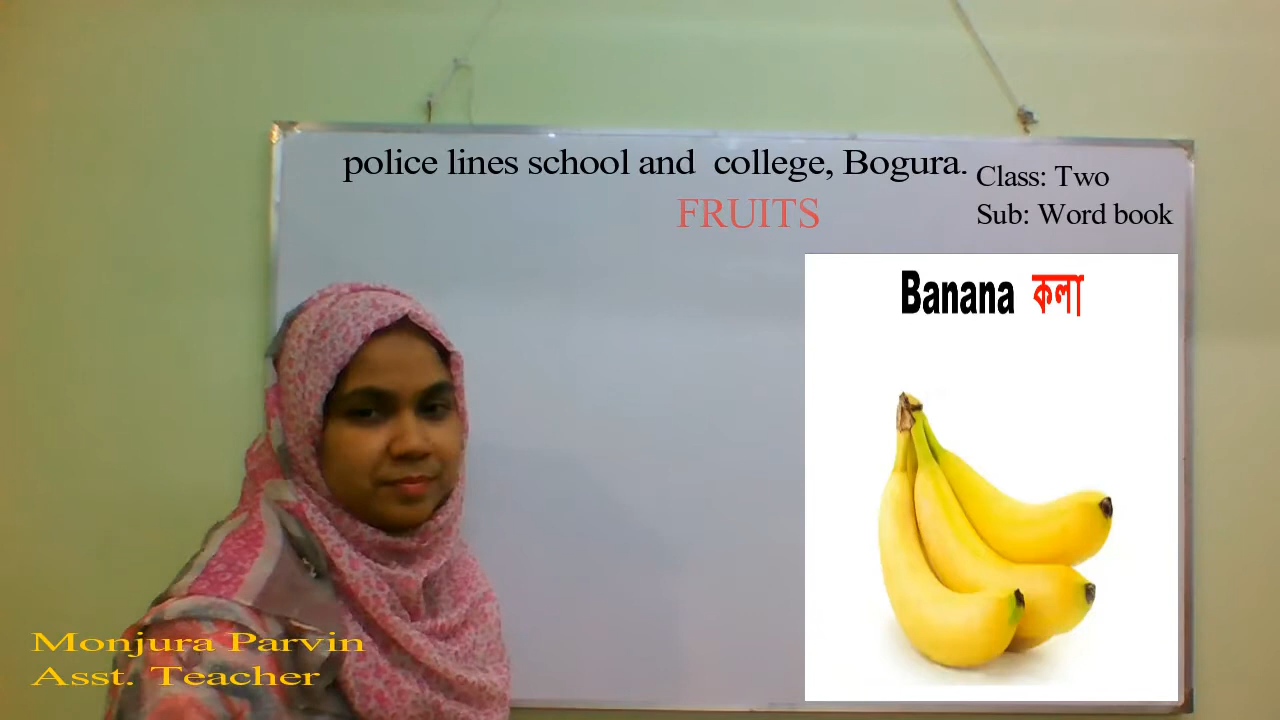 police lines school and college, Bogura.
Class: Two
Sub: Word book
FRUITS
Banana কলা
Monjura Parvin
Asst. Teacher